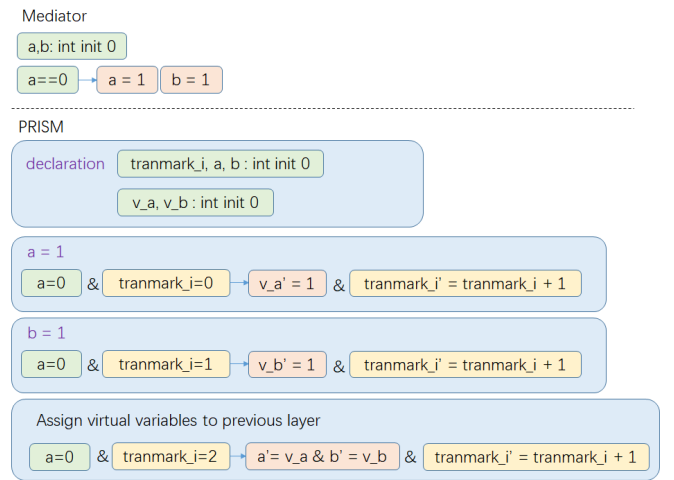 Mediator
a,b: int init 0
a==0 a = 1 b = 1
PRISM
declaration tranmark_i, a, b : int init 0
v_a, v_b : int init 0
a = 1
a=0 & tranmark_i=0 v_a’ = 1 & tranmark_i’ = tranmark_i + 1
b = 1
a=0 & tranmark_i=1 v_b’ = 1 & tranmark_i’ = tranmark_i + 1
Assign virtual variables to previous layer
a=0 & tranmark_i=2 a’= v_a & b’ = v_b & tranmark_i’ = tranmark_i + 1